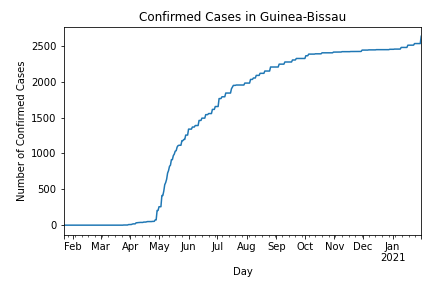 Confirmed Cases in Guinea-Bissau
Number of Confirmed Cases
2500
2000
1500
1000
500
0
Feb Mar Apr May Jun Jul Aug Sep Oct Nov Dec Jan
2021
Day